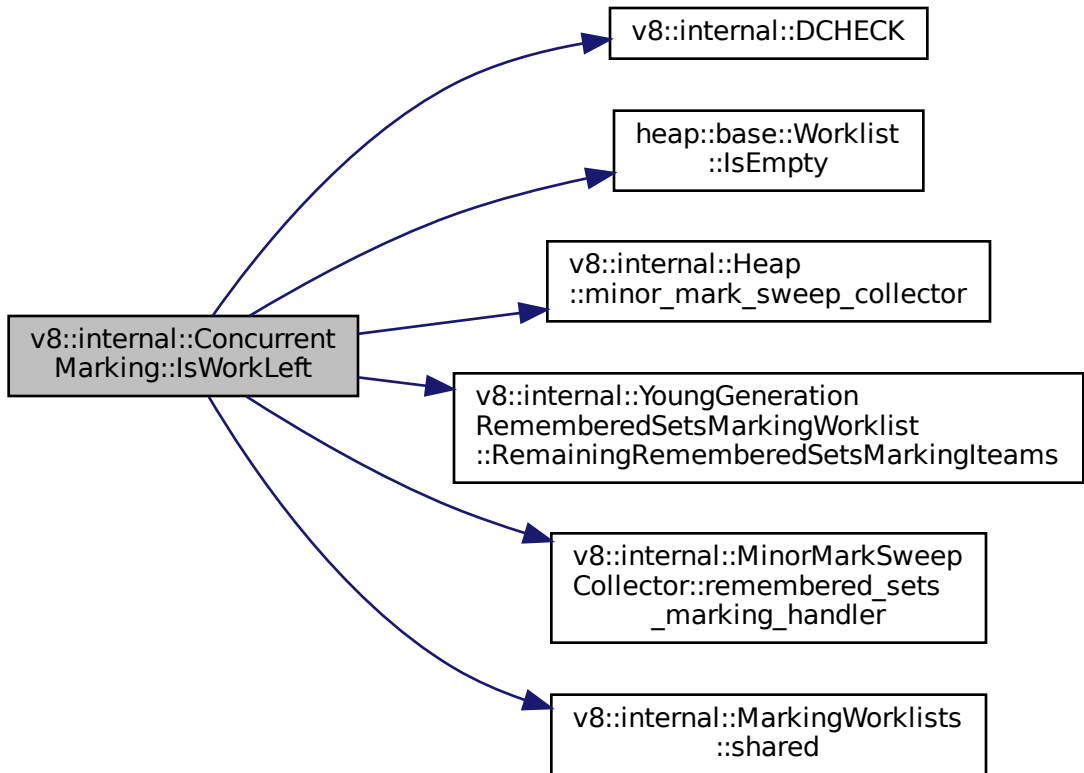 v8::internal::DCHECK
heap::base::Worklist
::IsEmpty
v8::internal::Heap
::minor_mark_sweep_collector
v8::internal::Concurrent
Marking::IsWorkLeft
v8::internal::YoungGeneration
RememberedSetsMarkingWorklist
::RemainingRememberedSetsMarkingIteams
v8::internal::MinorMarkSweep
Collector::remembered_sets
_marking_handler
v8::internal::MarkingWorklists
::shared